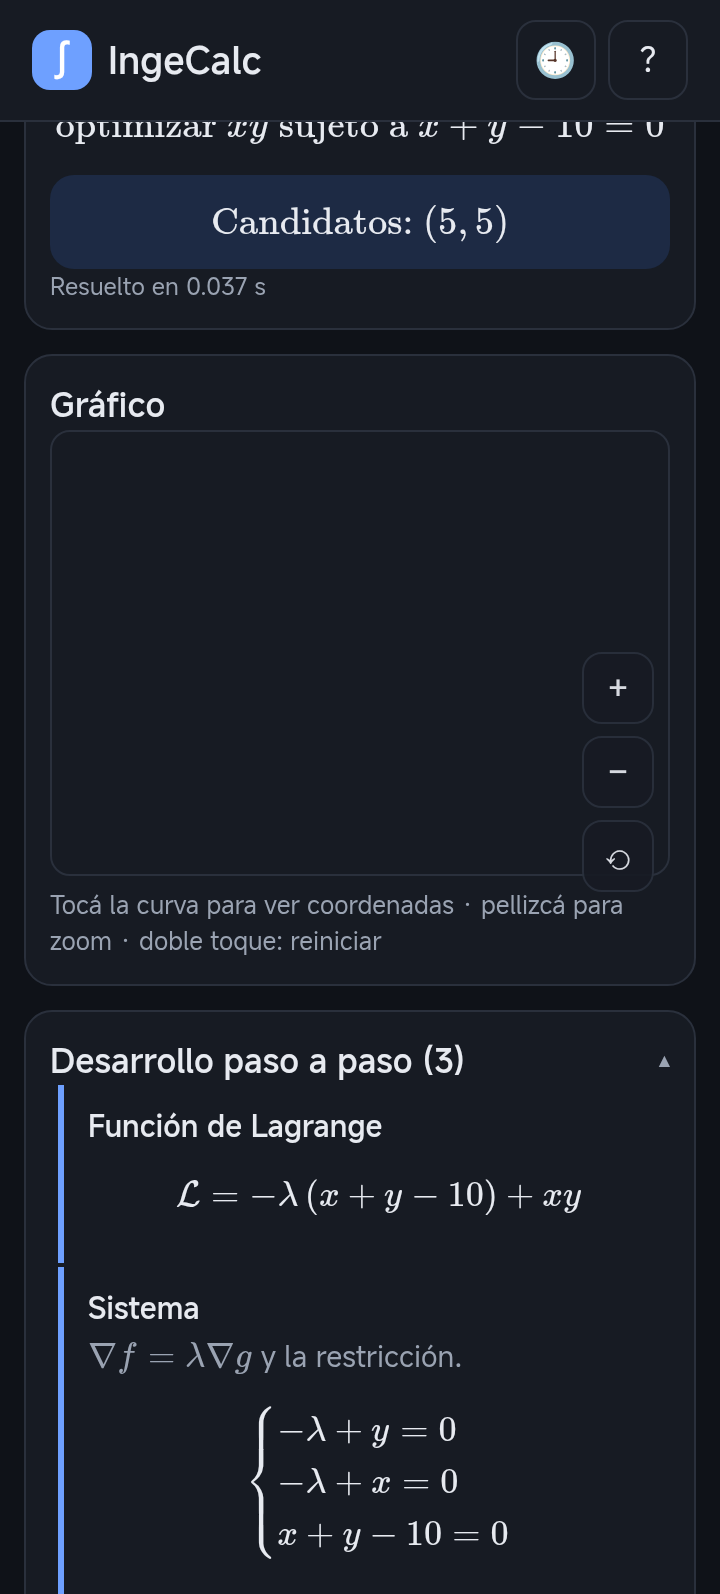 ∫ IngeCalc ?
optimizar xy sujeto a x + y − 10 = 0
Candidatos: (5, 5)
Resuelto en 0.037 s
Gráfico
+
−
⟲
Tocá la curva para ver coordenadas · pellizcá para
zoom · doble toque: reiniciar
Desarrollo paso a paso (3) ▲
Función de Lagrange
ℒ = −λ (x + y − 10) + xy
Sistema
∇f = λ∇g y la restricción.
−λ + y = 0
−λ + x = 0
x + y − 10 = 0